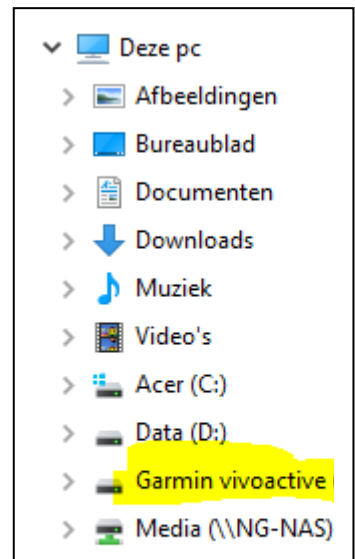 Deze pc
Afbeeldingen
Bureaublad
Documenten
Downloads
Muziek
Video's
Acer (C:)
Data (D:)
Garmin vivoactive (
Media (\\NG-NAS)